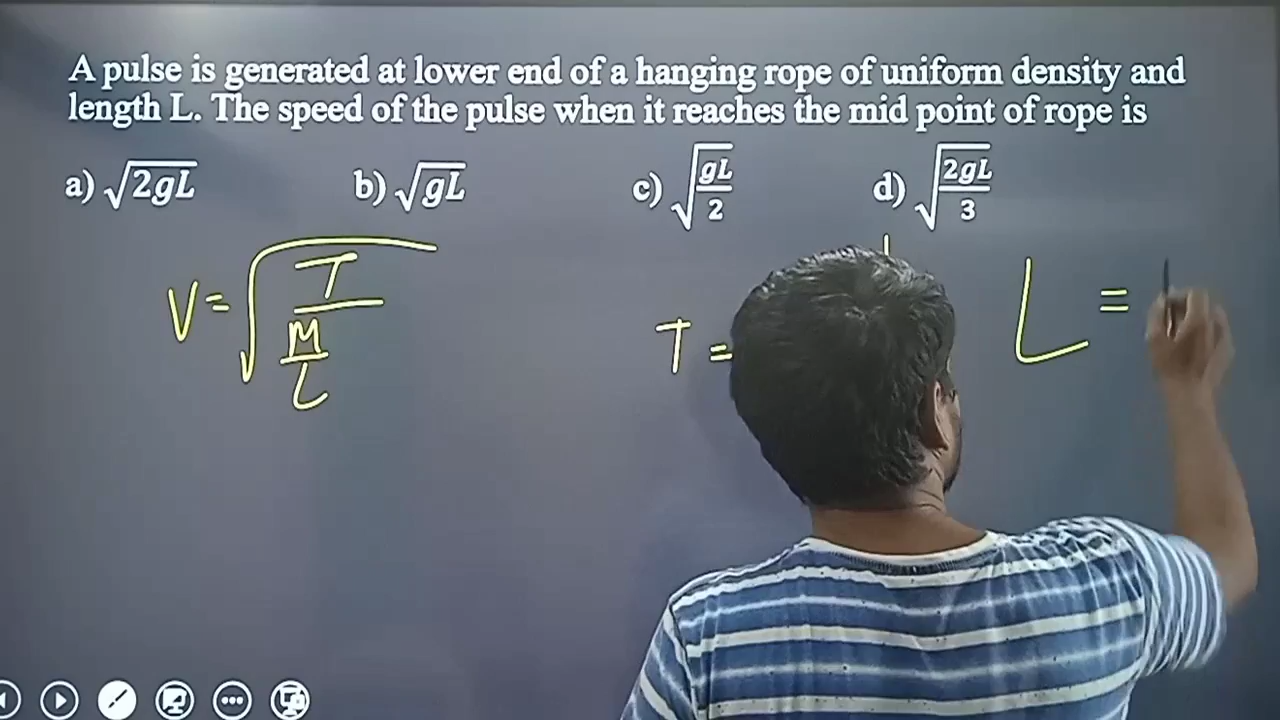 A pulse is generated at lower end of a hanging rope of uniform density and
length L. The speed of the pulse when it reaches the mid point of rope is
a) √2gL b) √gL c) √gL/2 d) √2gL/3
V = √T/(M/L) T = L =